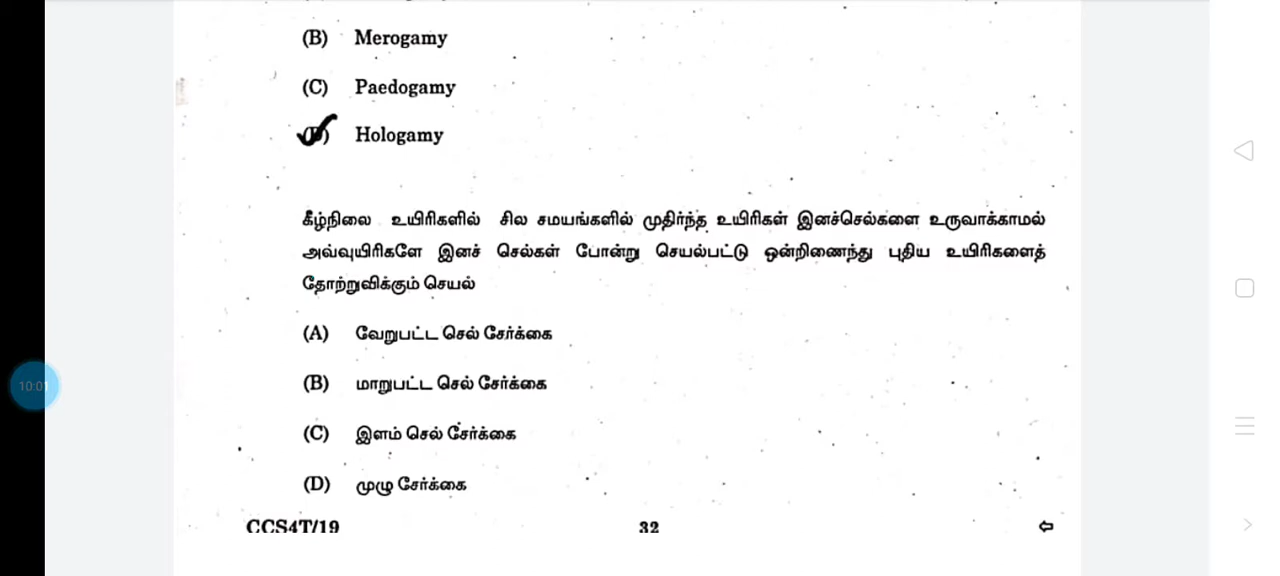 (B) Merogamy
(C) Paedogamy
(D) Hologamy
கீழ்நிலை உயிரிகளில் சில சமயங்களில் முதிர்ந்த உயிரிகள் இனச்செல்களை உருவாக்காமல்
அவ்வுயிரிகளே இனச் செல்கள் போன்று செயல்பட்டு ஒன்றிணைந்து புதிய உயிரிகளைத்
தோற்றுவிக்கும் செயல்
(A) வேறுபட்ட செல் சேர்க்கை
(B) மாறுபட்ட செல் சேர்க்கை
10:01
(C) இளம் செல் சேர்க்கை
(D) முழு சேர்க்கை
CCS4T/19 32